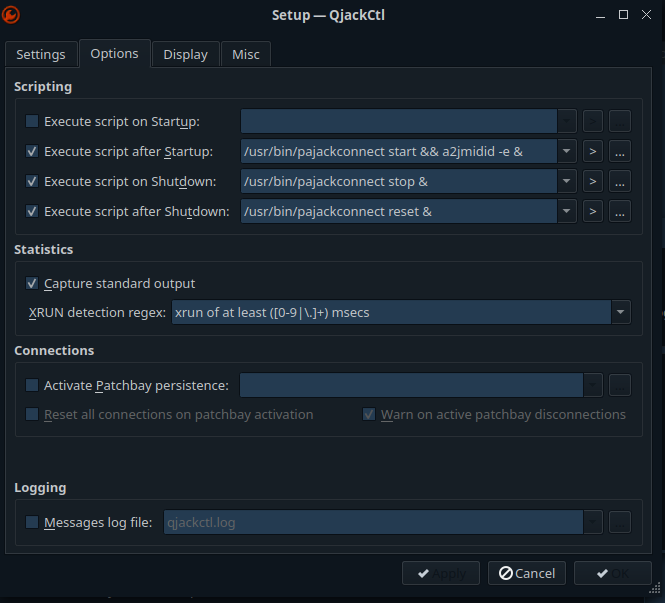 Setup — QjackCtl
Settings Options Display Misc
Scripting
Execute script on Startup:
> ...
Execute script after Startup: /usr/bin/pajackconnect start && a2jmidid -e & > ...
Execute script on Shutdown: /usr/bin/pajackconnect stop & > ...
Execute script after Shutdown: /usr/bin/pajackconnect reset & > ...
Statistics
Capture standard output
XRUN detection regex: xrun of at least ([0-9|\.]+) msecs
Connections
Activate Patchbay persistence: ...
Reset all connections on patchbay activation Warn on active patchbay disconnections
Logging
Messages log file: qjackctl.log ...
Apply Cancel OK